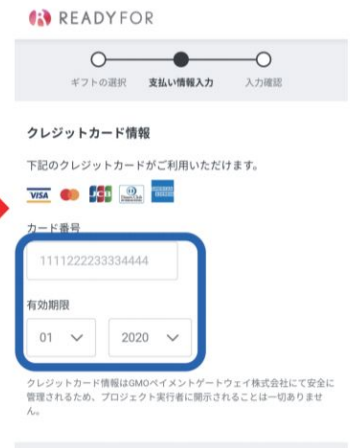 READYFOR
ギフトの選択 支払い情報入力 入力確認
クレジットカード情報
下記のクレジットカードがご利用いただけます。
VISA JCB Diners Club INTERNATIONAL AMERICAN EXPRESS
カード番号
1111222233334444
有効期限
01 2020
クレジットカード情報はGMOペイメントゲートウェイ株式会社にて安全に
管理されるため、プロジェクト実行者に開示されることは一切ありませ
ん。